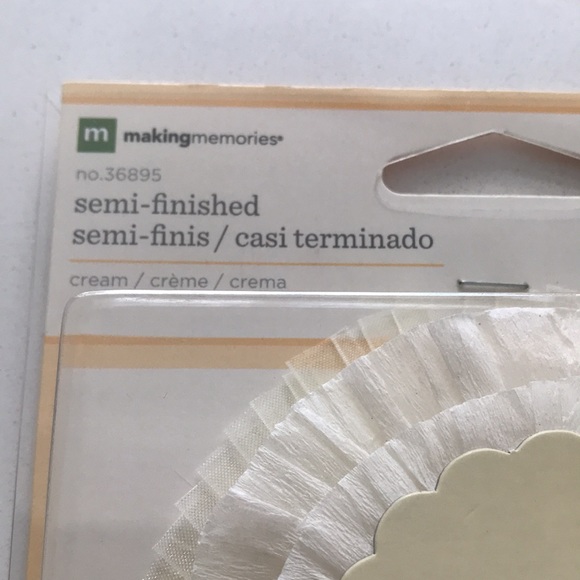 m makingmemories®
no.36895
semi-finished
semi-finis / casi terminado
cream / crème / crema